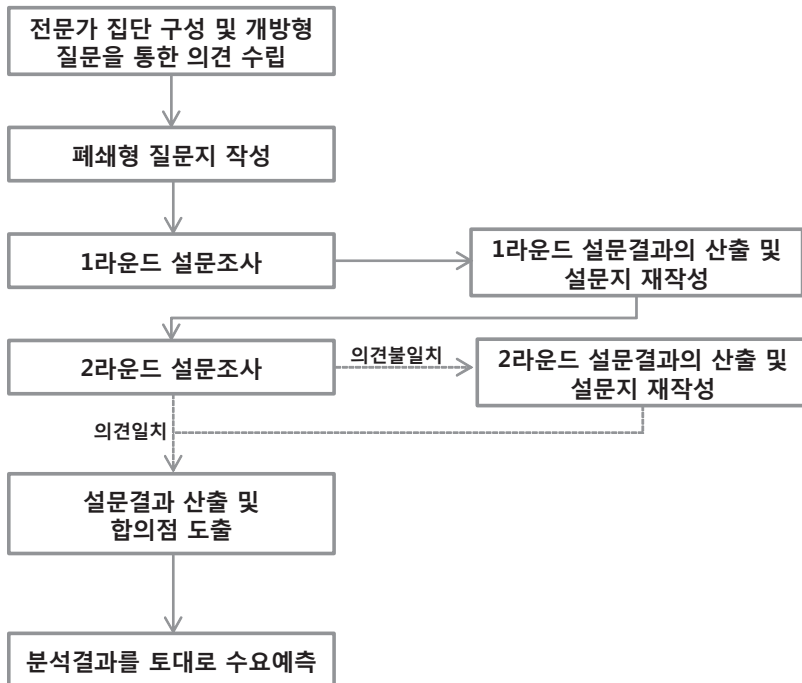 전문가 집단 구성 및 개방형
질문을 통한 의견 수립
폐쇄형 질문지 작성
1라운드 설문조사
1라운드 설문결과의 산출 및
설문지 재작성
2라운드 설문조사
의견불일치
2라운드 설문결과의 산출 및
설문지 재작성
의견일치
설문결과 산출 및
합의점 도출
분석결과를 토대로 수요예측